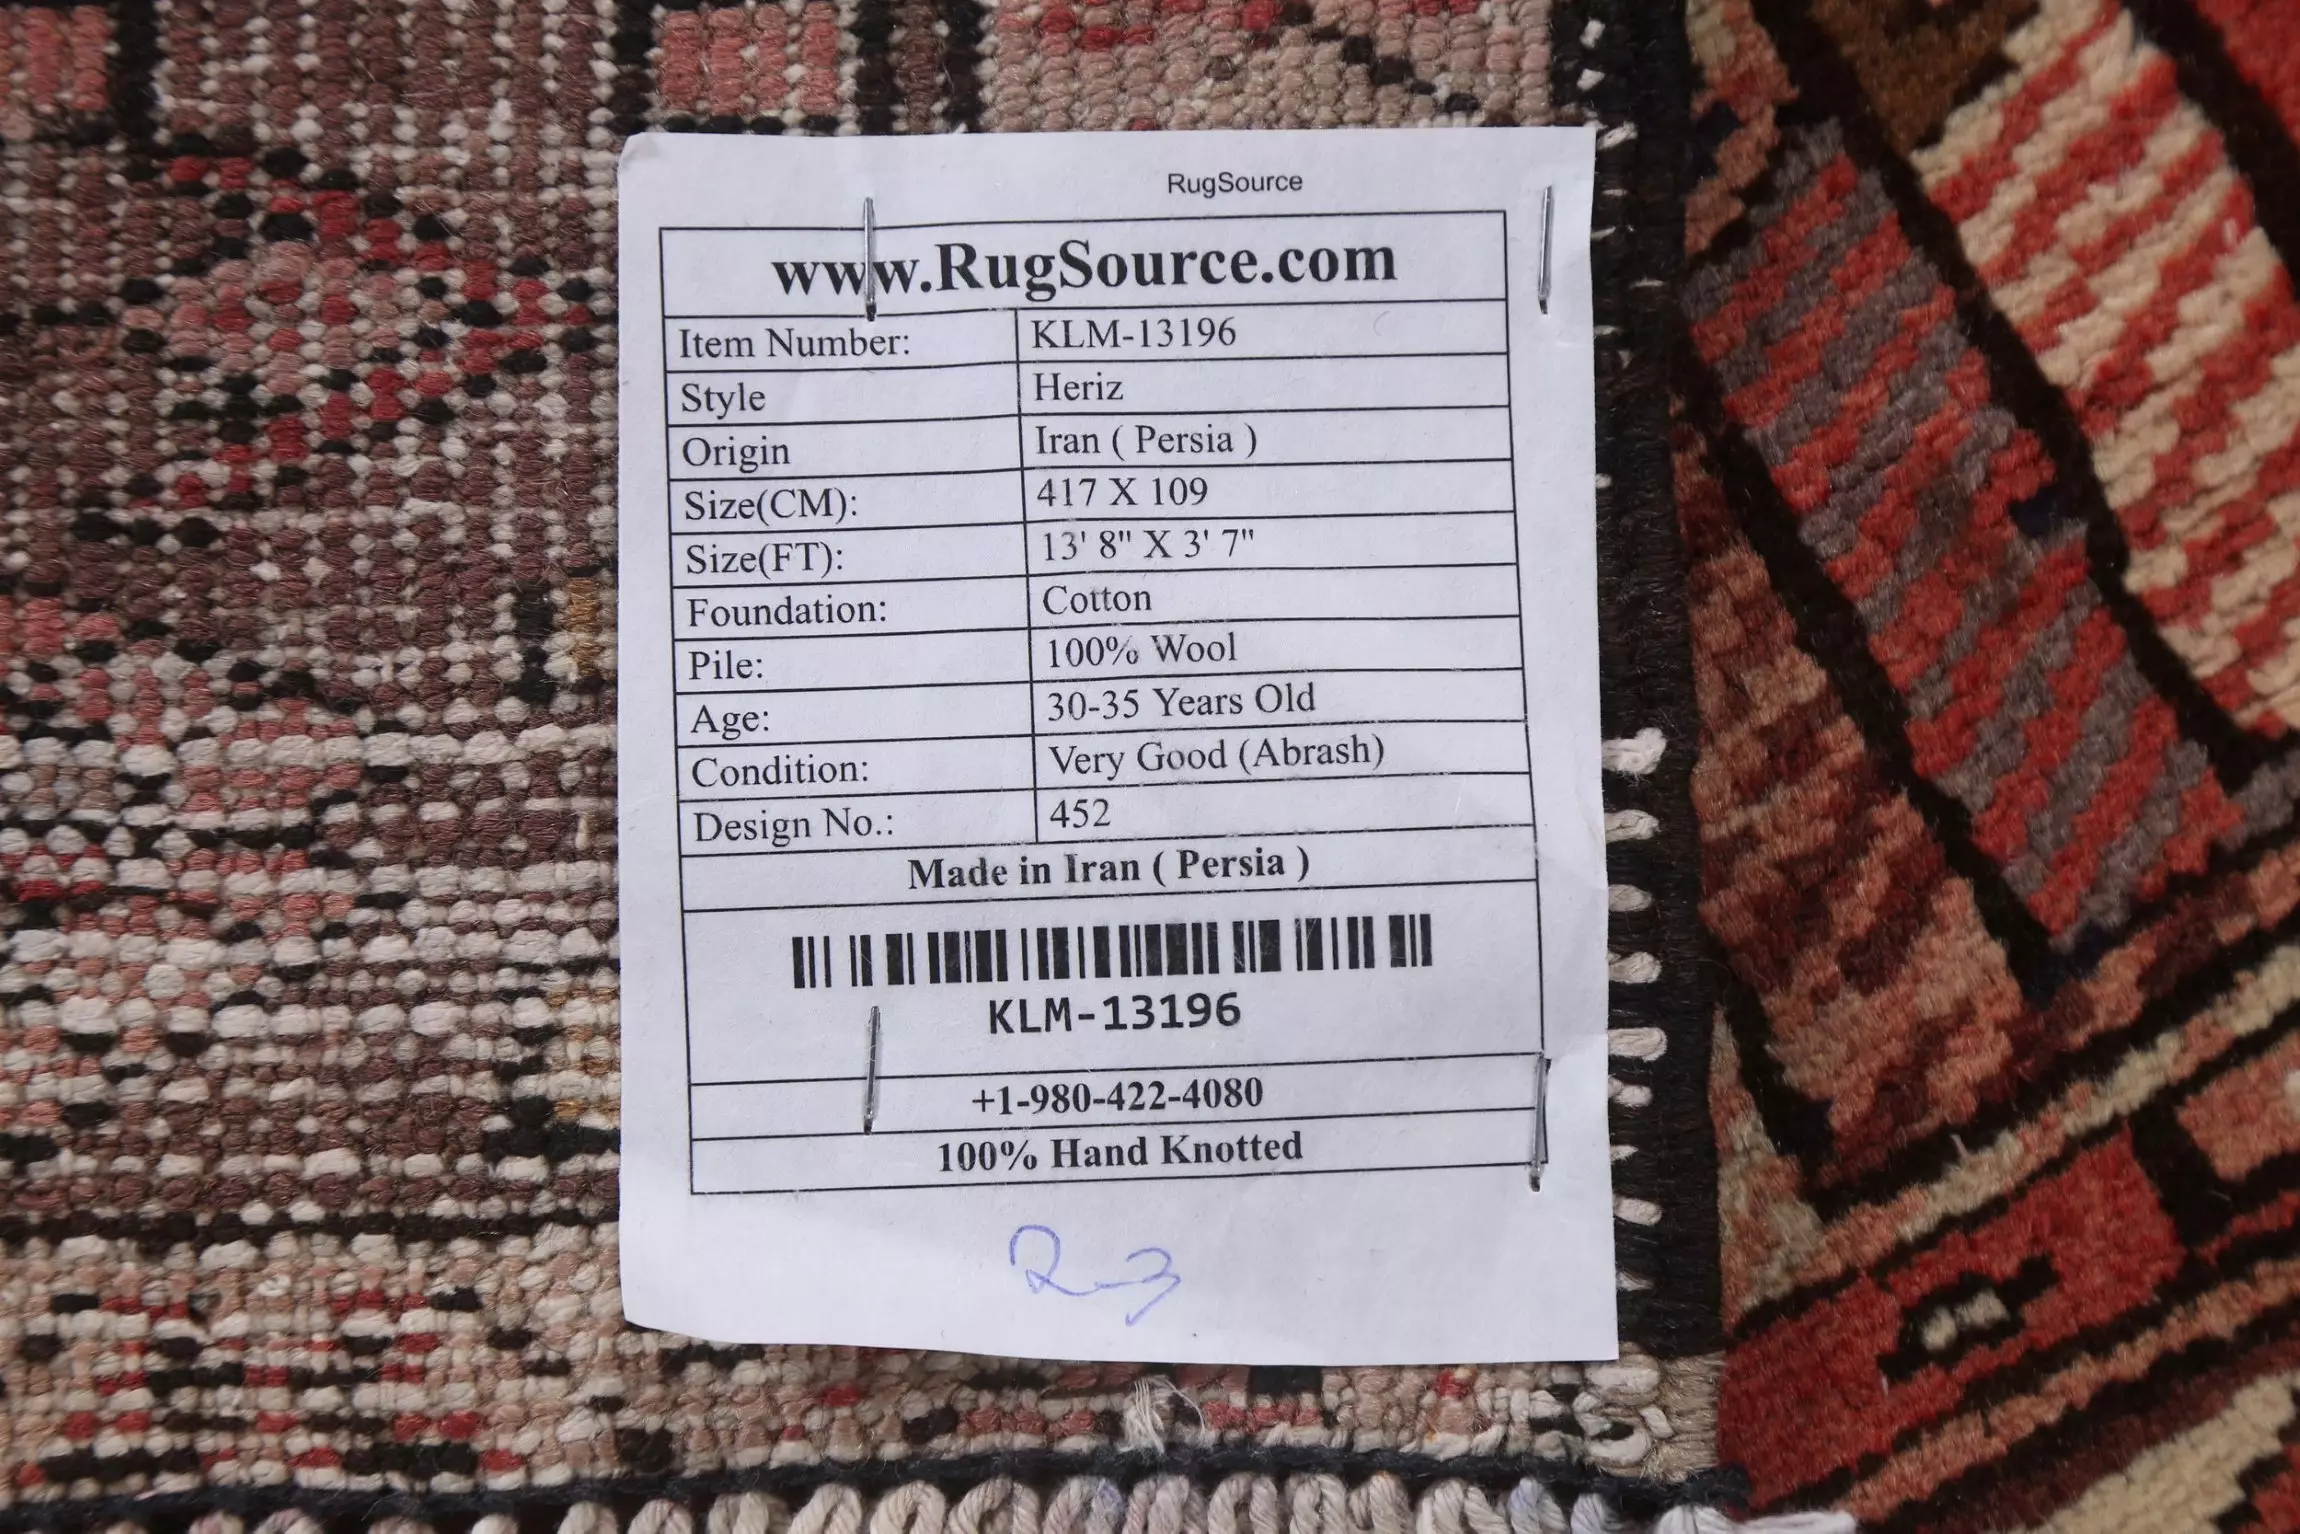 RugSource
www.RugSource.com
Item Number: KLM-13196
Style Heriz
Origin Iran ( Persia )
Size(CM): 417 X 109
Size(FT): 13' 8" X 3' 7"
Foundation: Cotton
Pile: 100% Wool
Age: 30-35 Years Old
Condition: Very Good (Abrash)
Design No.: 452
Made in Iran ( Persia )
KLM-13196
+1-980-422-4080
100% Hand Knotted